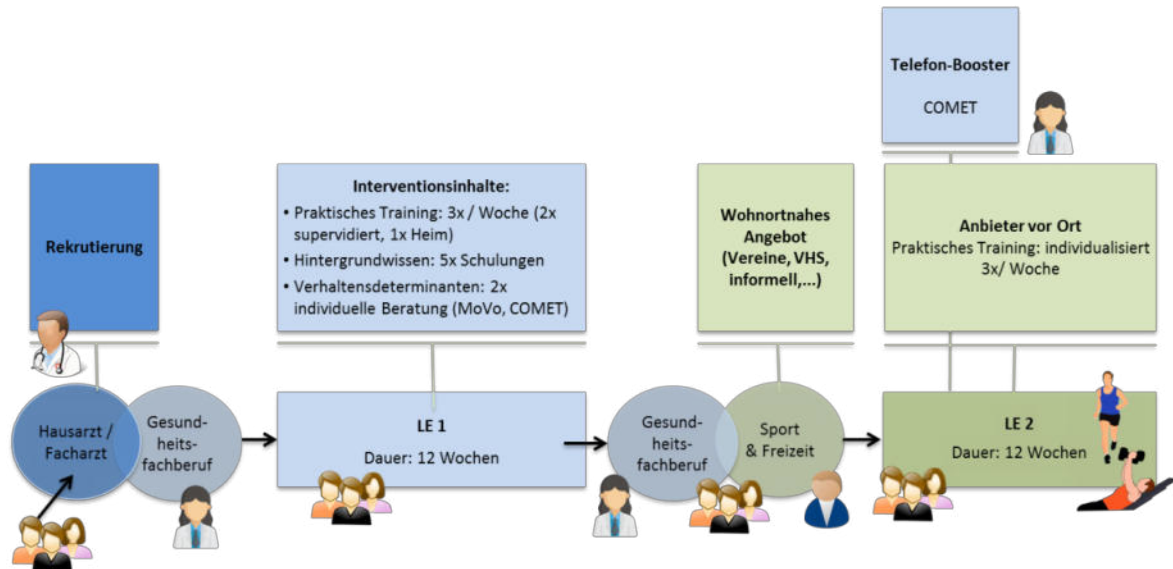 Telefon-Booster
COMET
Rekrutierung
Interventionsinhalte:
• Praktisches Training: 3x / Woche (2x
supervidiert, 1x Heim)
• Hintergrundwissen: 5x Schulungen
• Verhaltensdeterminanten: 2x
individuelle Beratung (MoVo, COMET)
Wohnortnahes
Angebot
(Vereine, VHS,
informell,...)
Anbieter vor Ort
Praktisches Training: individualisiert
3x/ Woche
Hausarzt /
Facharzt
Gesund-
heits-
fachberuf
LE 1
Dauer: 12 Wochen
Gesund-
heits-
fachberuf
Sport
& Freizeit
LE 2
Dauer: 12 Wochen